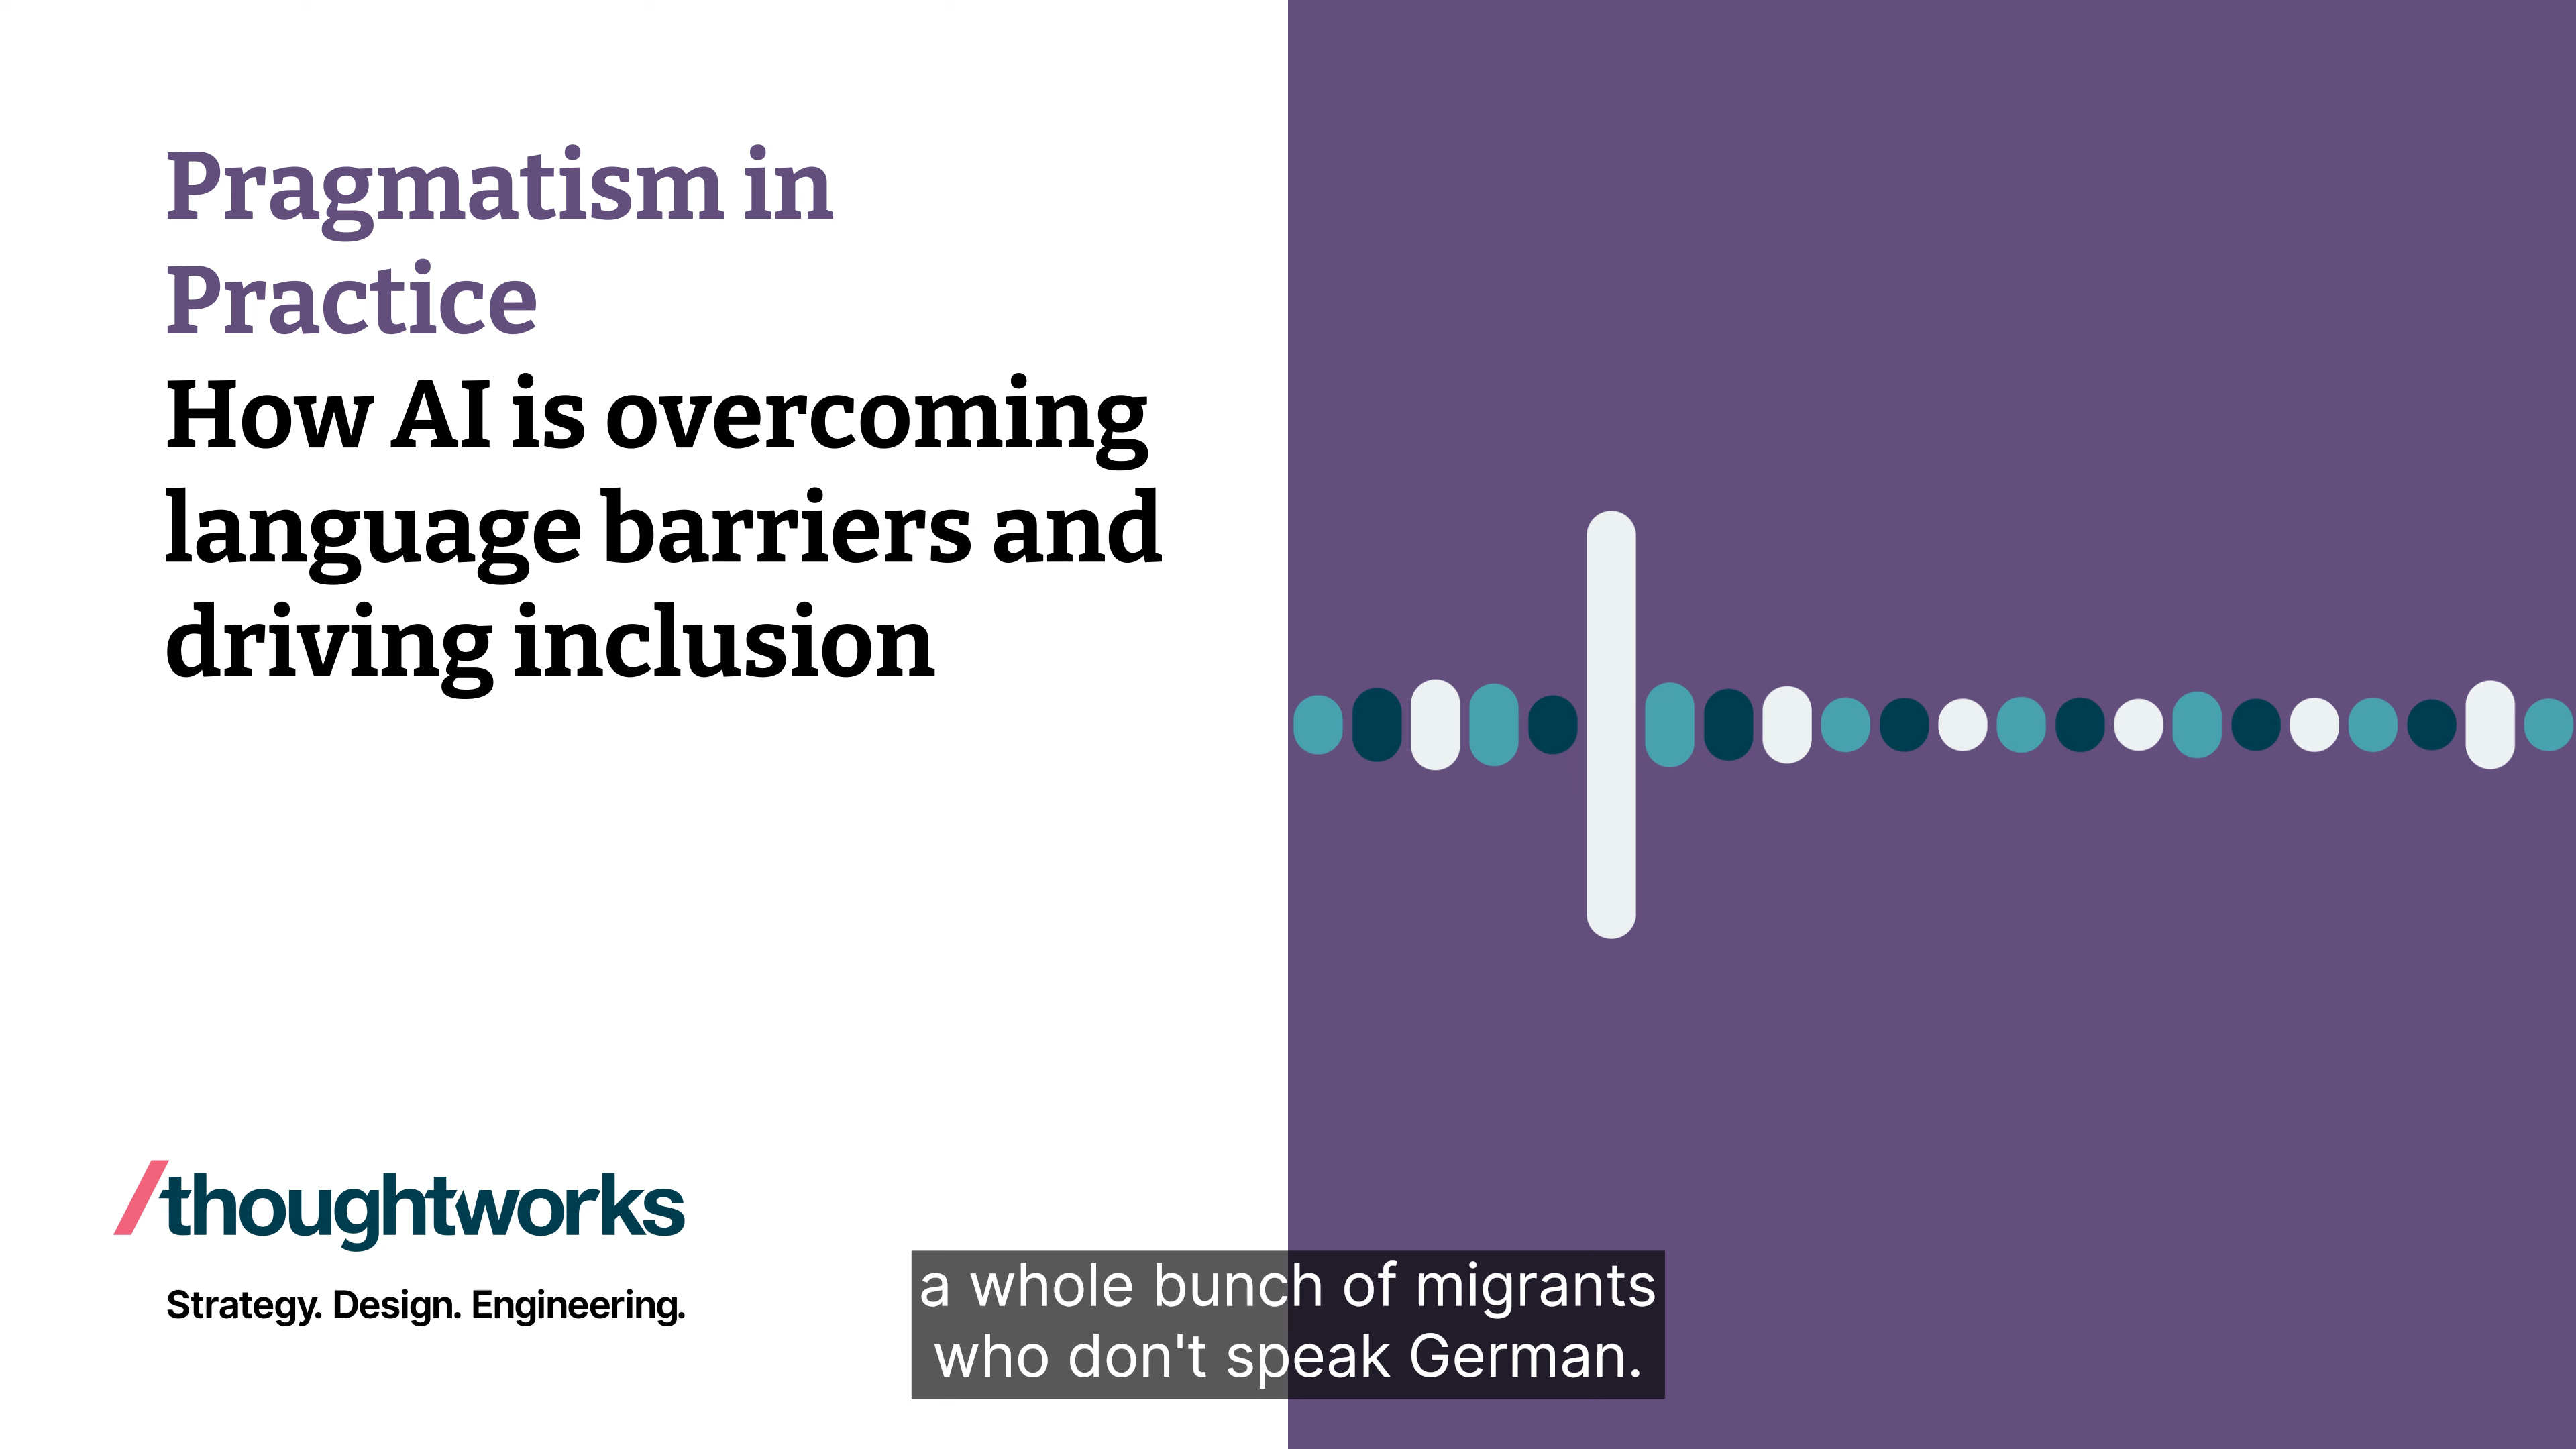 Pragmatism in
Practice
How AI is overcoming
language barriers and
driving inclusion
/thoughtworks
Strategy. Design. Engineering.
a whole bunch of migrants
who don't speak German.